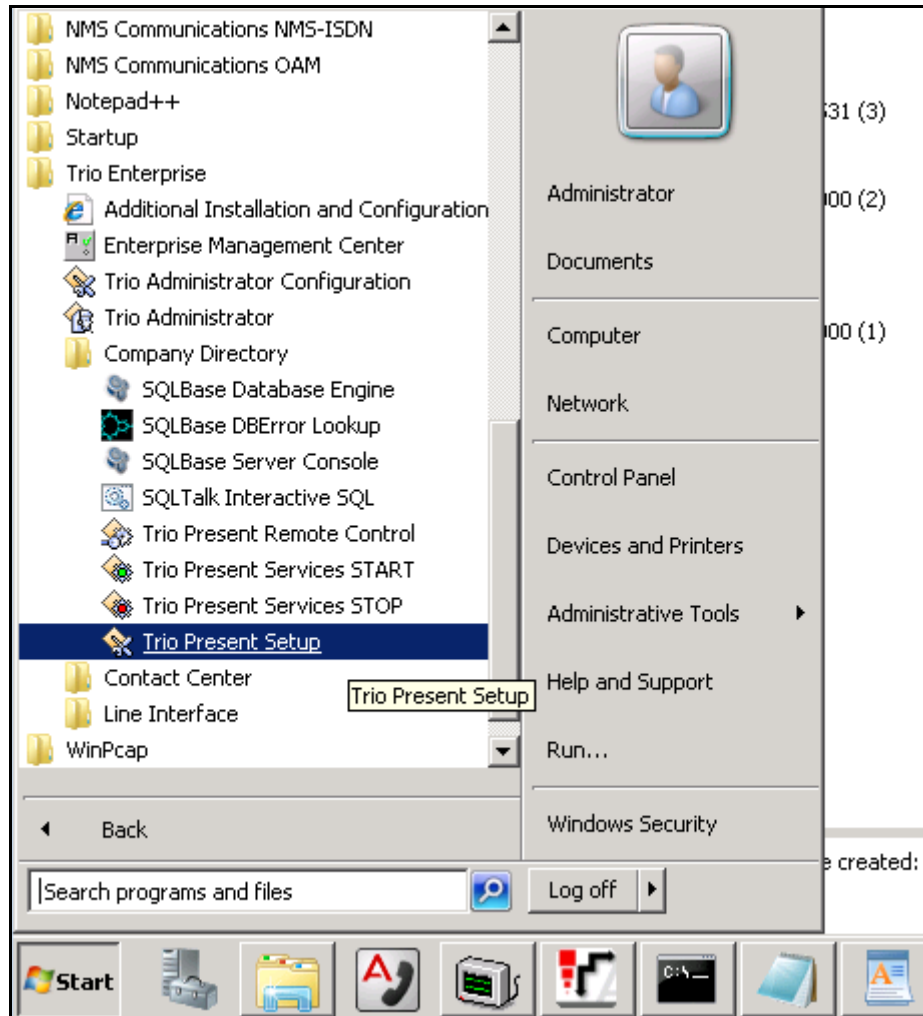 NMS Communications NMS-ISDN
NMS Communications OAM
Notepad++
Startup
Trio Enterprise
Additional Installation and Configuration
Enterprise Management Center
Trio Administrator Configuration
Trio Administrator
Company Directory
SQLBase Database Engine
SQLBase DBError Lookup
SQLBase Server Console
SQLTalk Interactive SQL
Trio Present Remote Control
Trio Present Services START
Trio Present Services STOP
Trio Present Setup
Contact Center
Trio Present Setup
Line Interface
WinPcap
Back
Search programs and files
Administrator
Documents
Computer
Network
Control Panel
Devices and Printers
Administrative Tools
Help and Support
Run...
Windows Security
Log off
531 (3)
000 (2)
000 (1)
e created:
Start
C:\